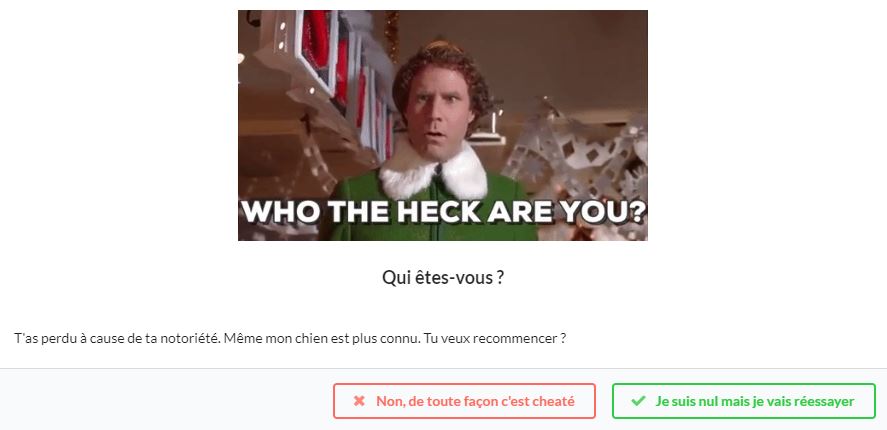 WHO THE HECK ARE YOU?
Qui êtes-vous ?
T'as perdu à cause de ta notoriété. Même mon chien est plus connu. Tu veux recommencer ?
Non, de toute façon c'est cheaté
Je suis nul mais je vais réessayer